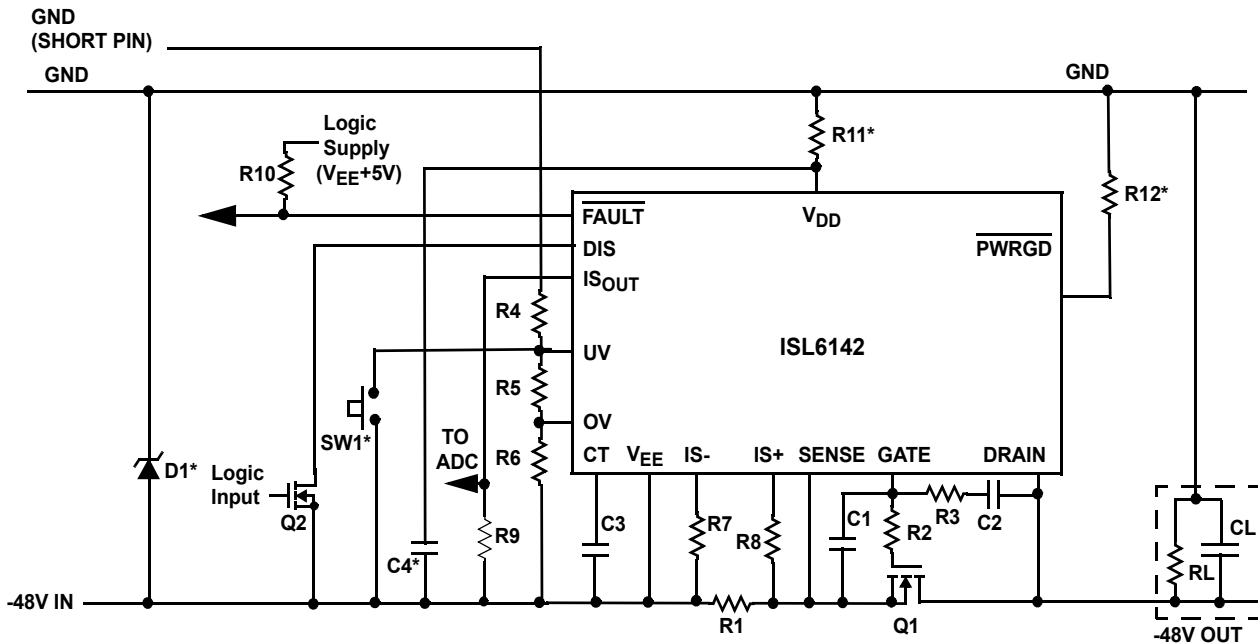 GND
(SHORT PIN)
GND
GND
Logic
Supply
(VEE+5V)
R10
R11*
R12*
FAULT
VDD
DIS
PWRGD
ISOUT
R4
ISL6142
UV
R5
SW1*
OV
TO
ADC
R6
CT
VEE
IS-
IS+
SENSE
GATE
DRAIN
D1*
Logic
Input
Q2
C4*
R9
C3
R7
R8
C1
R2
R3
C2
RL
CL
-48V IN
R1
Q1
-48V OUT